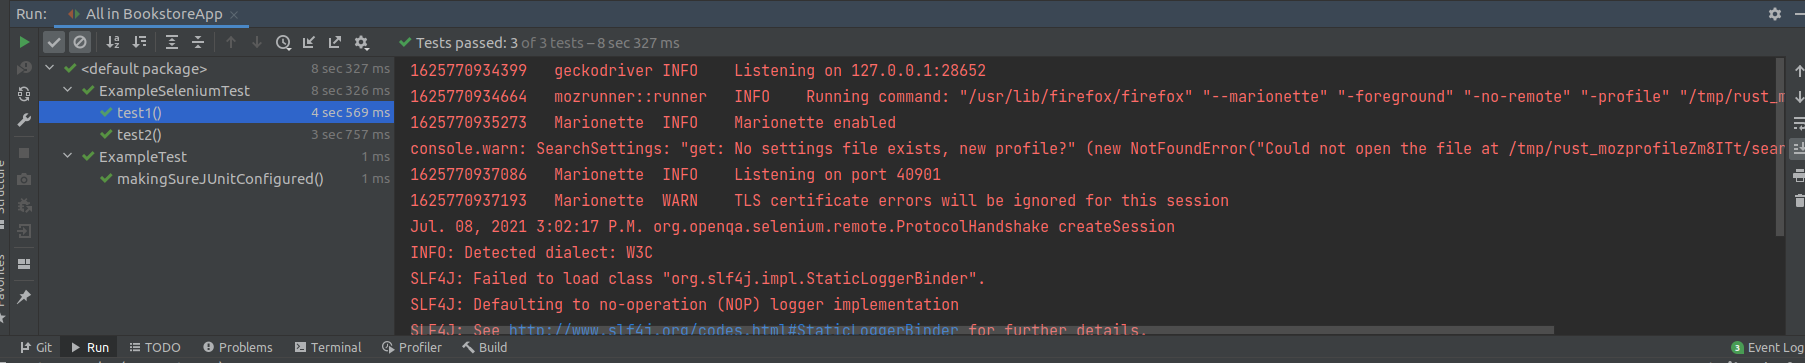 Run: All in BookstoreApp
Tests passed: 3 of 3 tests – 8 sec 327 ms
<default package> 8 sec 327 ms
ExampleSeleniumTest 8 sec 326 ms
test1() 4 sec 569 ms
test2() 3 sec 757 ms
ExampleTest 1 ms
makingSureJUnitConfigured() 1 ms
1625770934399 geckodriver INFO Listening on 127.0.0.1:28652
1625770934664 mozrunner::runner INFO Running command: "/usr/lib/firefox/firefox" "--marionette" "-foreground" "-no-remote" "-profile" "/tmp/rust_m
1625770935273 Marionette INFO Marionette enabled
console.warn: SearchSettings: "get: No settings file exists, new profile?" (new NotFoundError("Could not open the file at /tmp/rust_mozprofileZm8ITt/sear
1625770937086 Marionette INFO Listening on port 40901
1625770937193 Marionette WARN TLS certificate errors will be ignored for this session
Jul. 08, 2021 3:02:17 P.M. org.openqa.selenium.remote.ProtocolHandshake createSession
INFO: Detected dialect: W3C
SLF4J: Failed to load class "org.slf4j.impl.StaticLoggerBinder".
SLF4J: Defaulting to no-operation (NOP) logger implementation
SLF4J: See http://www.slf4j.org/codes.html#StaticLoggerBinder for further details.
Structure
Favorites
Git Run TODO Problems Terminal Profiler Build 3 Event Log